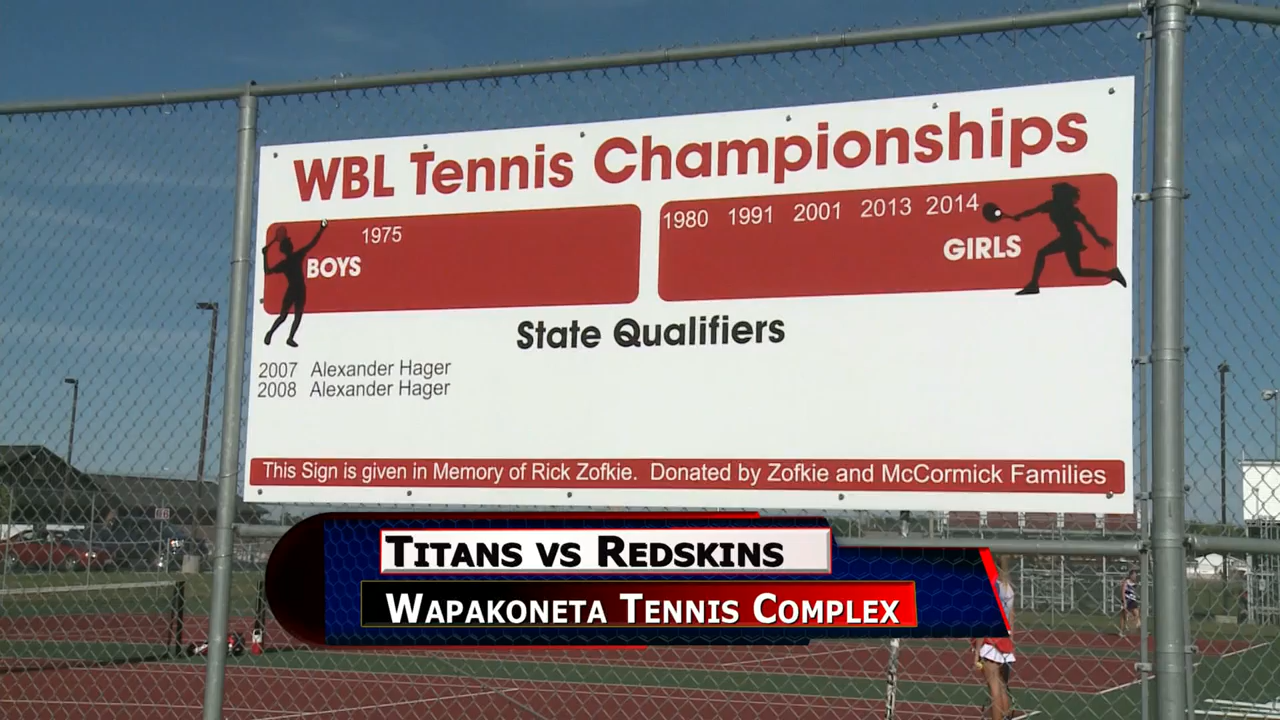 WBL Tennis Championships
1975
BOYS
1980 1991 2001 2013 2014
GIRLS
State Qualifiers
2007 Alexander Hager
2008 Alexander Hager
This Sign is given in Memory of Rick Zofkie. Donated by Zofkie and McCormick Families
TITANS VS REDSKINS
WAPAKONETA TENNIS COMPLEX